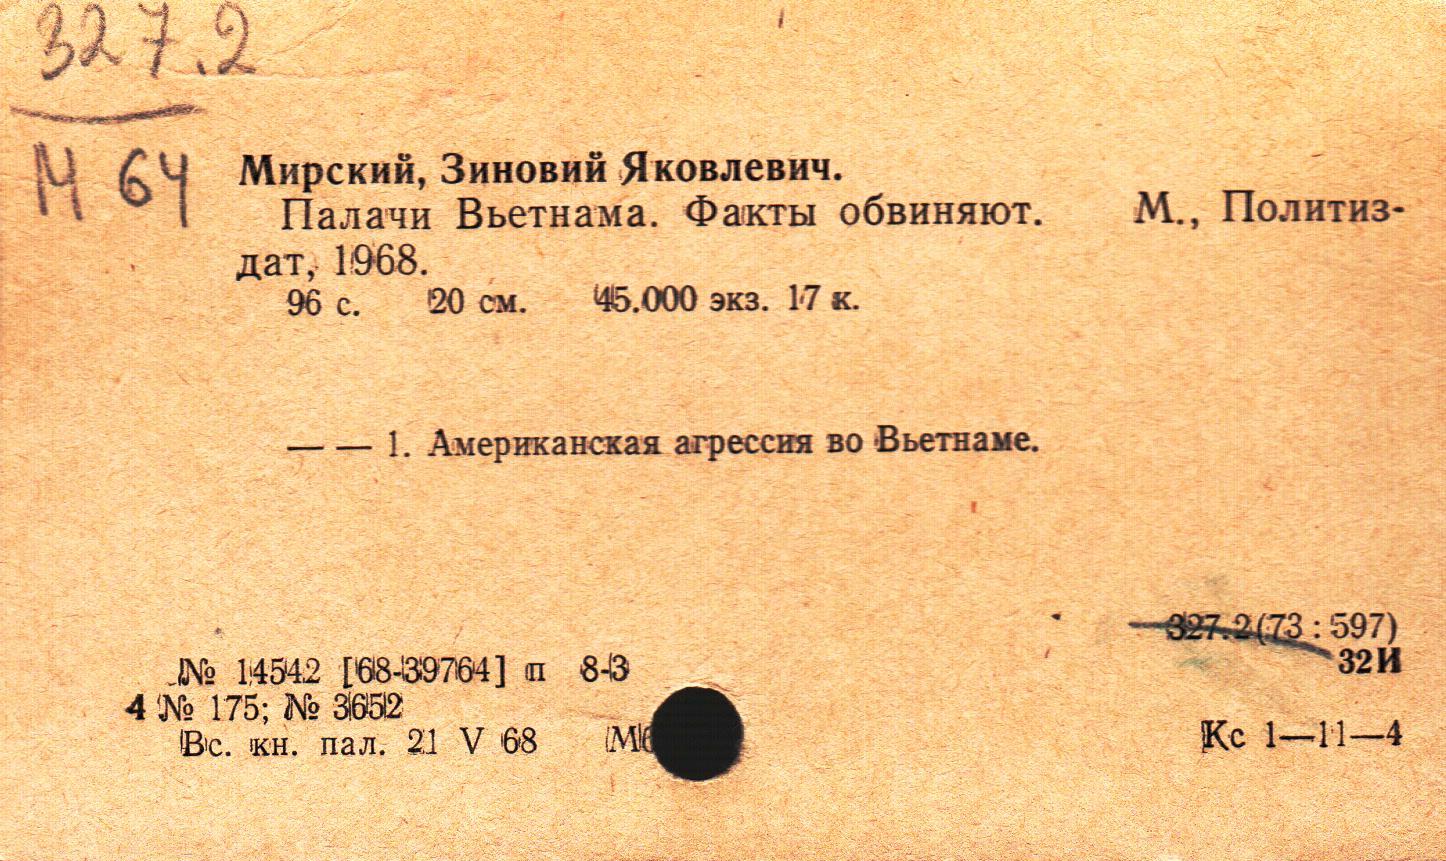 327.2
М 64
Мирский, Зиновий Яковлевич.
Палачи Вьетнама. Факты обвиняют. М., Политиз-
дат, 1968.
96 с. 20 см. 45.000 экз. 17 к.
— — 1. Американская агрессия во Вьетнаме.
327.2(73 : 597)
32И
№ 14542 [68-39764] п 8-3
4 № 175; № 3652
Вс. кн. пал. 21 V 68
Кс 1—11—4